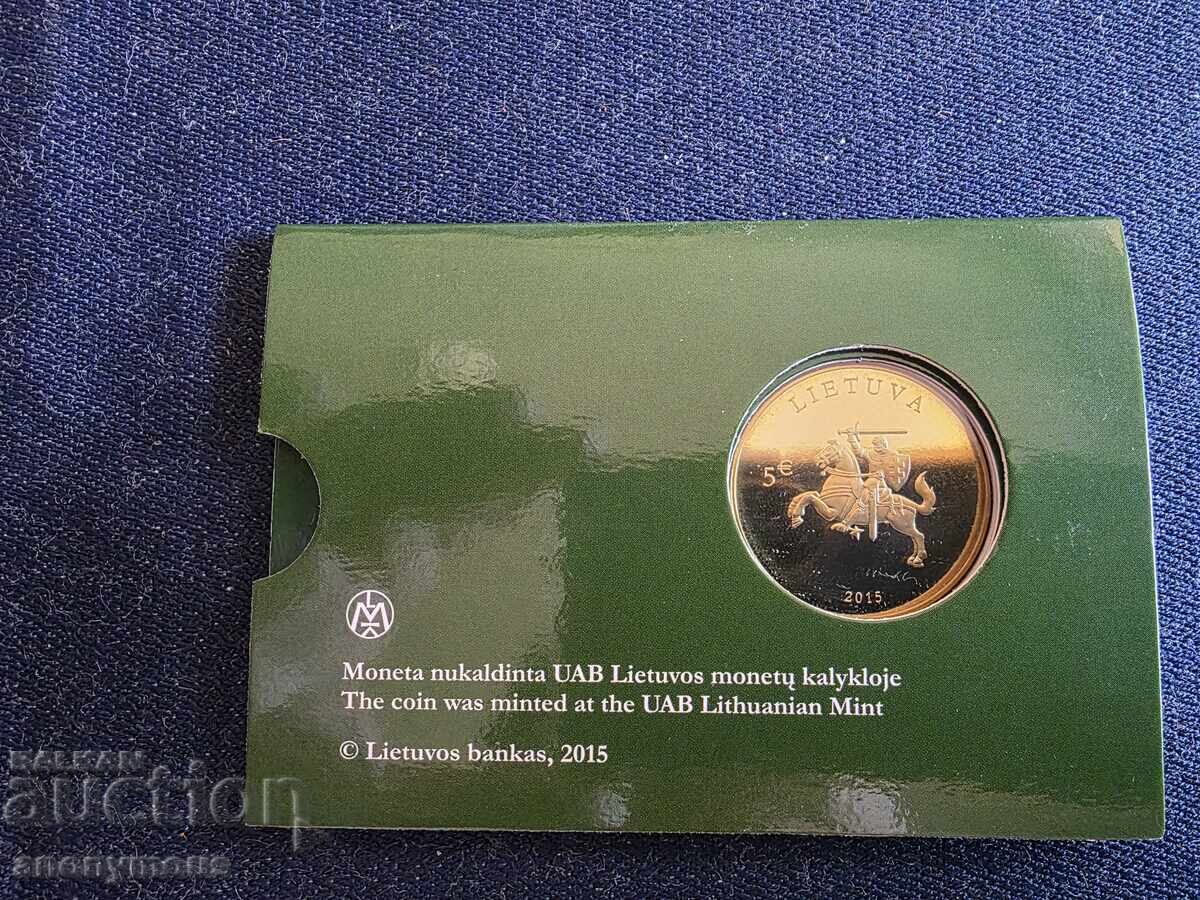 LIETUVA
5 €
2015
Moneta nukaldinta UAB Lietuvos monetų kalykloje
The coin was minted at the UAB Lithuanian Mint
© Lietuvos bankas, 2015
BALKAN
auction
anonymous